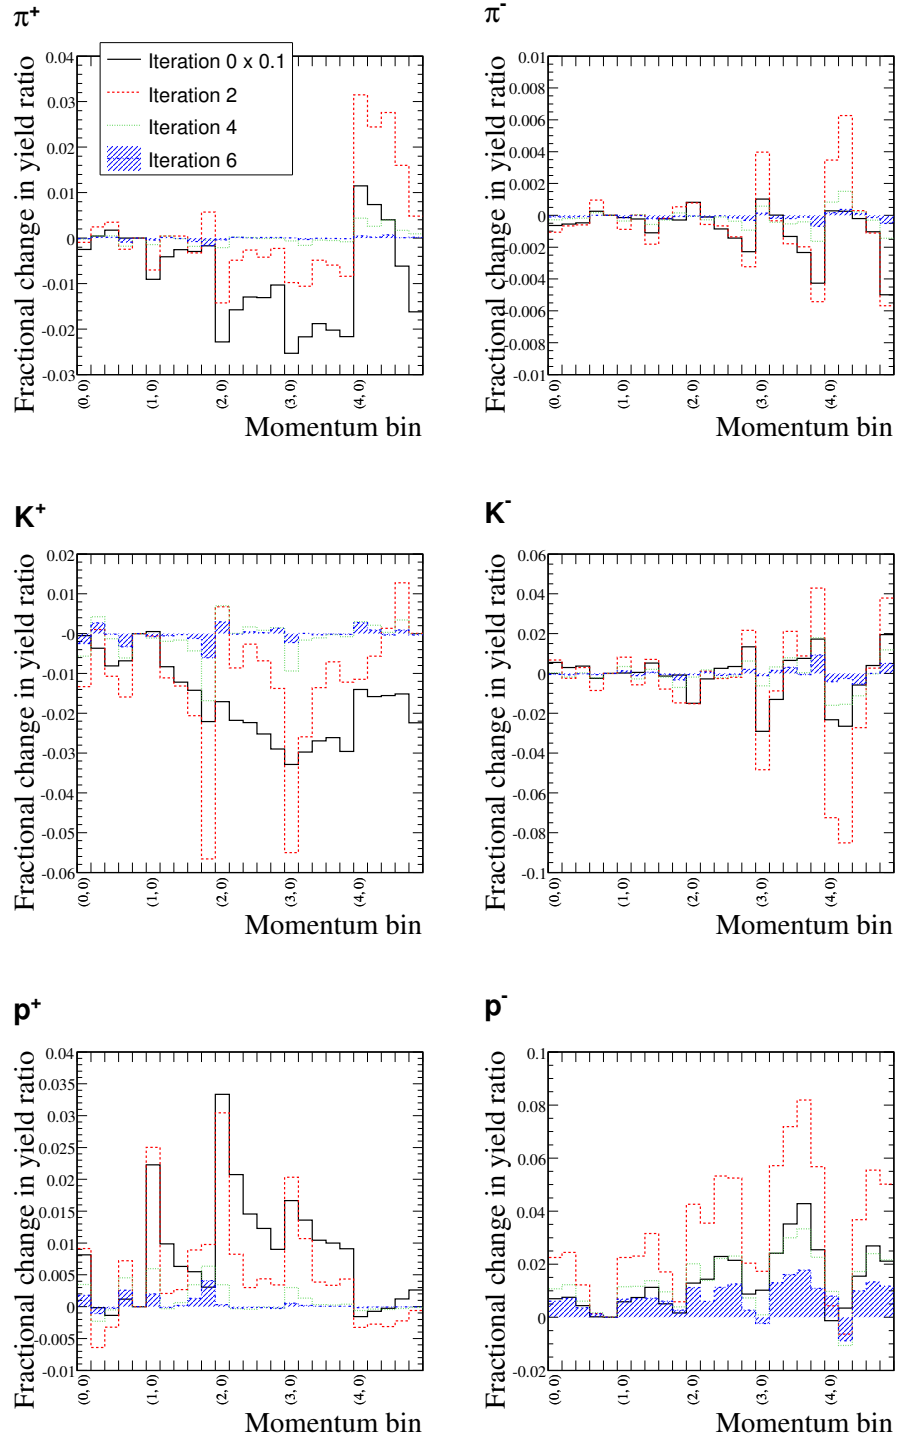 π+ π-
Fractional change in yield ratio
0.04
0.03
0.02
0.01
0
-0.01
-0.02
-0.03
Iteration 0 x 0.1
Iteration 2
Iteration 4
Iteration 6
(0, 0) (1, 0) (2, 0) (3, 0) (4, 0)
Momentum bin
Fractional change in yield ratio
0.01
0.008
0.006
0.004
0.002
0
-0.002
-0.004
-0.006
-0.008
-0.01
(0, 0) (1, 0) (2, 0) (3, 0) (4, 0)
Momentum bin
K+ K-
Fractional change in yield ratio
0.02
0.01
-0
-0.01
-0.02
-0.03
-0.04
-0.05
-0.06
(0, 0) (1, 0) (2, 0) (3, 0) (4, 0)
Momentum bin
Fractional change in yield ratio
0.06
0.04
0.02
0
-0.02
-0.04
-0.06
-0.08
-0.1
(0, 0) (1, 0) (2, 0) (3, 0) (4, 0)
Momentum bin
p+ p-
Fractional change in yield ratio
0.04
0.035
0.03
0.025
0.02
0.015
0.01
0.005
0
-0.005
-0.01
(0, 0) (1, 0) (2, 0) (3, 0) (4, 0)
Momentum bin
Fractional change in yield ratio
0.1
0.08
0.06
0.04
0.02
0
-0.02
(0, 0) (1, 0) (2, 0) (3, 0) (4, 0)
Momentum bin